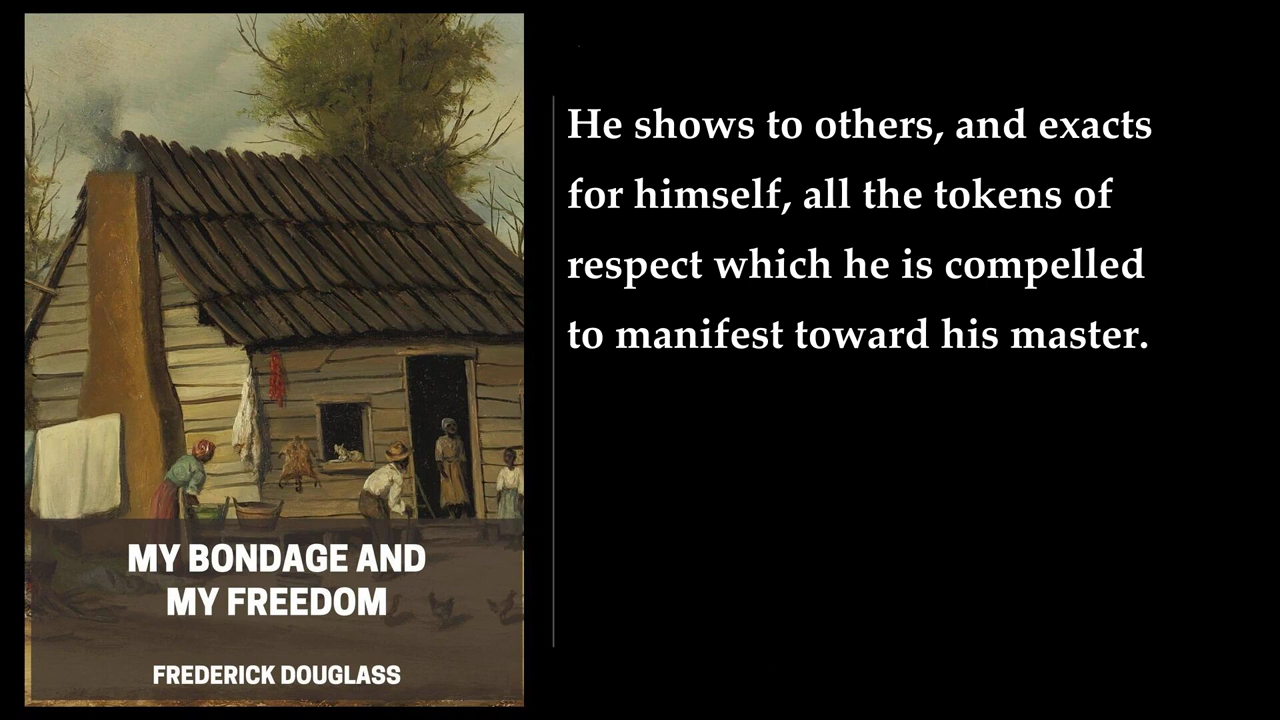 MY BONDAGE AND
MY FREEDOM
FREDERICK DOUGLASS
He shows to others, and exacts
for himself, all the tokens of
respect which he is compelled
to manifest toward his master.